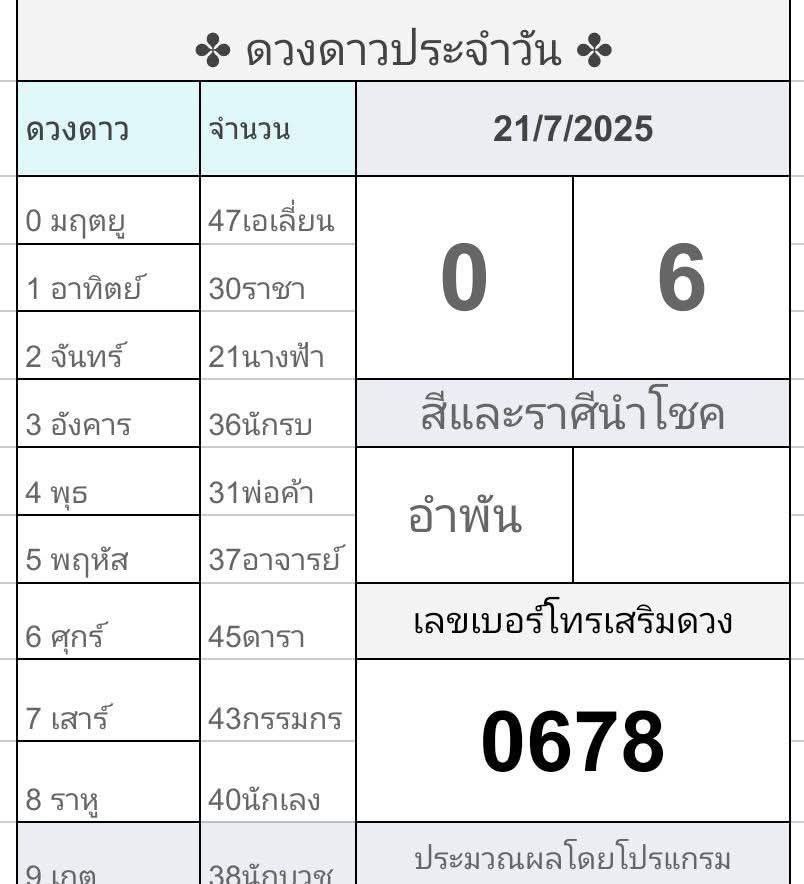 ✤ ดวงดาวประจำวัน ✤
ดวงดาว จำนวน 21/7/2025
0 มฤตยู 47เอเลี่ยน
1 อาทิตย์ 30ราชา
0 6
2 จันทร์ 21นางฟ้า
3 อังคาร 36นักรบ
สีและราศีนำโชค
4 พุธ 31พ่อค้า
อำพัน
5 พฤหัส 37อาจารย์
6 ศุกร์ 45ดารา
เลขเบอร์โทรเสริมดวง
7 เสาร์ 43กรรมกร
0678
8 ราหู 40นักเลง
9 เกตุ 38นักบวช
ประมวณผลโดยโปรแกรม